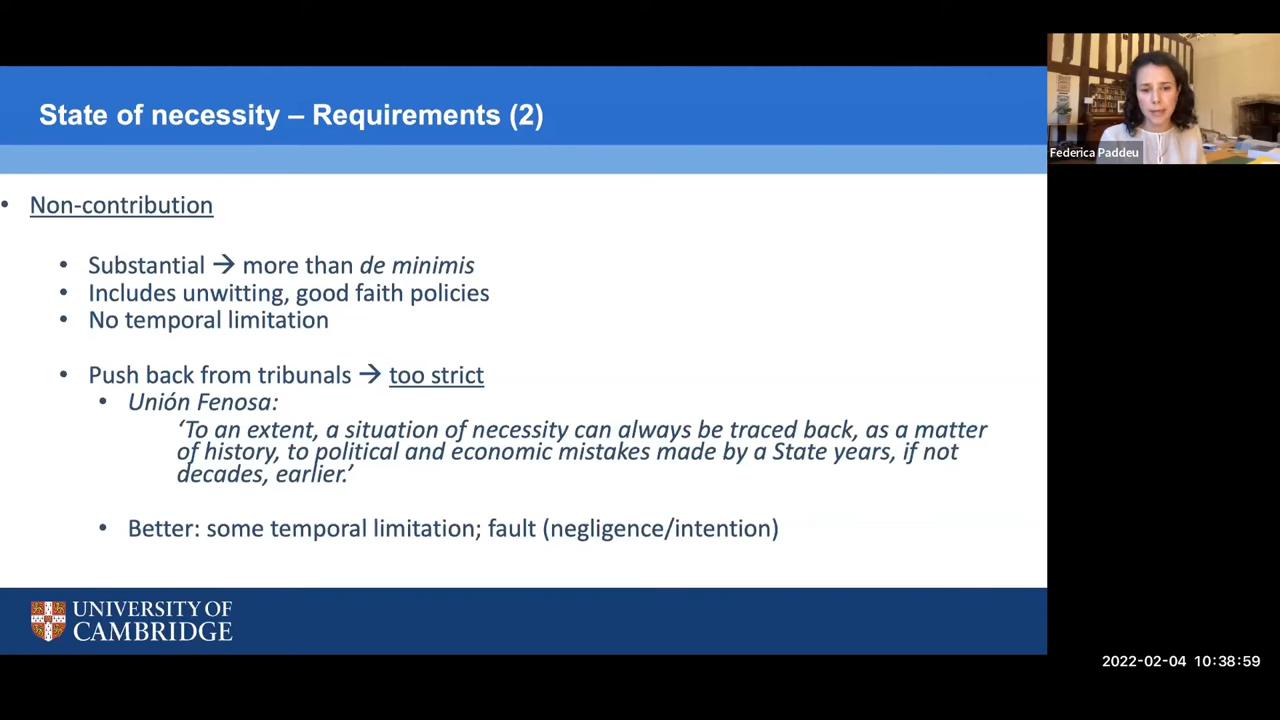 State of necessity – Requirements (2)
Federica Paddeu
• Non-contribution
• Substantial → more than de minimis
• Includes unwitting, good faith policies
• No temporal limitation
• Push back from tribunals → too strict
• Unión Fenosa:
‘To an extent, a situation of necessity can always be traced back, as a matter
of history, to political and economic mistakes made by a State years, if not
decades, earlier.’
• Better: some temporal limitation; fault (negligence/intention)
UNIVERSITY OF
CAMBRIDGE
2022-02-04 10:38:59